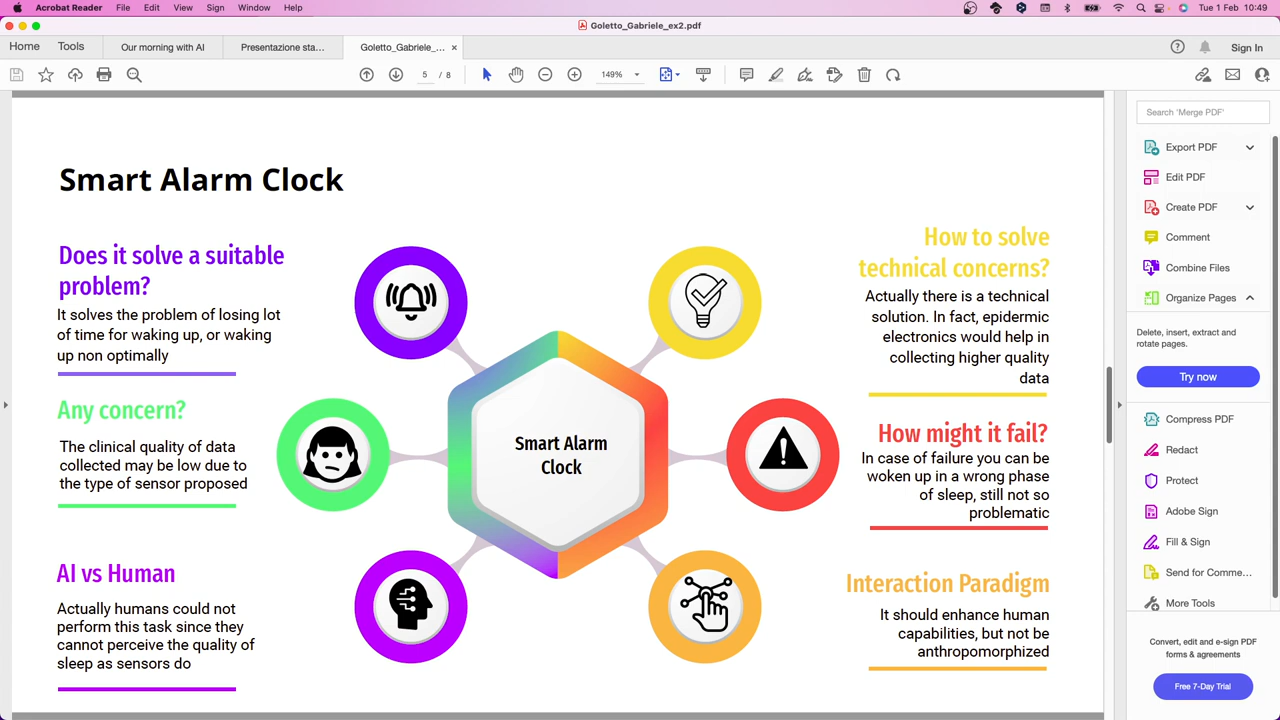 Acrobat Reader File Edit View Sign Window Help Tue 1 Feb 10:49
Goletto_Gabriele_ex2.pdf
Home Tools Our morning with AI Presentazione sta... Goletto_Gabriele_... × Sign In
5 / 8 149%
Smart Alarm Clock
Does it solve a suitable
problem?
It solves the problem of losing lot
of time for waking up, or waking
up non optimally
Any concern?
The clinical quality of data
collected may be low due to
the type of sensor proposed
AI vs Human
Actually humans could not
perform this task since they
cannot perceive the quality of
sleep as sensors do
Smart Alarm
Clock
How to solve
technical concerns?
Actually there is a technical
solution. In fact, epidermic
electronics would help in
collecting higher quality
data
How might it fail?
In case of failure you can be
woken up in a wrong phase
of sleep, still not so
problematic
Interaction Paradigm
It should enhance human
capabilities, but not be
anthropomorphized
Search 'Merge PDF'
Export PDF
Edit PDF
Create PDF
Comment
Combine Files
Organize Pages
Delete, insert, extract and
rotate pages.
Try now
Compress PDF
Redact
Protect
Adobe Sign
Fill & Sign
Send for Comme...
More Tools
Convert, edit and e-sign PDF
forms & agreements
Free 7-Day Trial